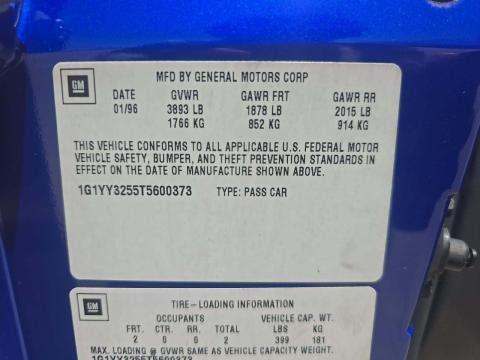 GM
MFD BY GENERAL MOTORS CORP
DATE GVWR GAWR FRT GAWR RR
01/96 3893 LB 1878 LB 2015 LB
1766 KG 852 KG 914 KG
THIS VEHICLE CONFORMS TO ALL APPLICABLE U.S. FEDERAL MOTOR
VEHICLE SAFETY, BUMPER, AND THEFT PREVENTION STANDARDS IN
EFFECT ON THE DATE OF MANUFACTURE SHOWN ABOVE.
1G1YY3255T5600373 TYPE: PASS CAR
GM
TIRE-LOADING INFORMATION
OCCUPANTS VEHICLE CAP. WT.
FRT. CTR. RR. TOTAL LBS KG
2 0 0 2 399 181
MAX. LOADING @ GVWR SAME AS VEHICLE CAPACITY WEIGHT.
1G1YY3255T5600373